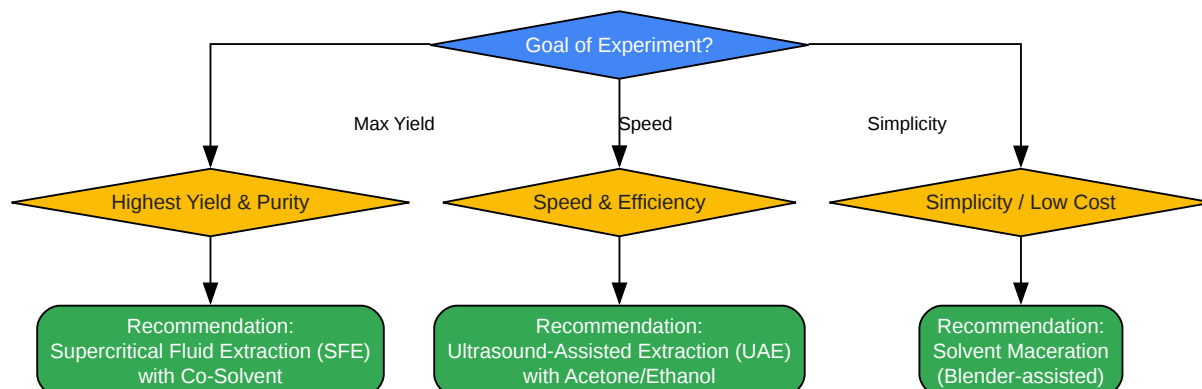 Goal of Experiment?
Max Yield
Speed
Simplicity
Highest Yield & Purity
Speed & Efficiency
Simplicity / Low Cost
Recommendation:
Supercritical Fluid Extraction (SFE)
with Co-Solvent
Recommendation:
Ultrasound-Assisted Extraction (UAE)
with Acetone/Ethanol
Recommendation:
Solvent Maceration
(Blender-assisted)